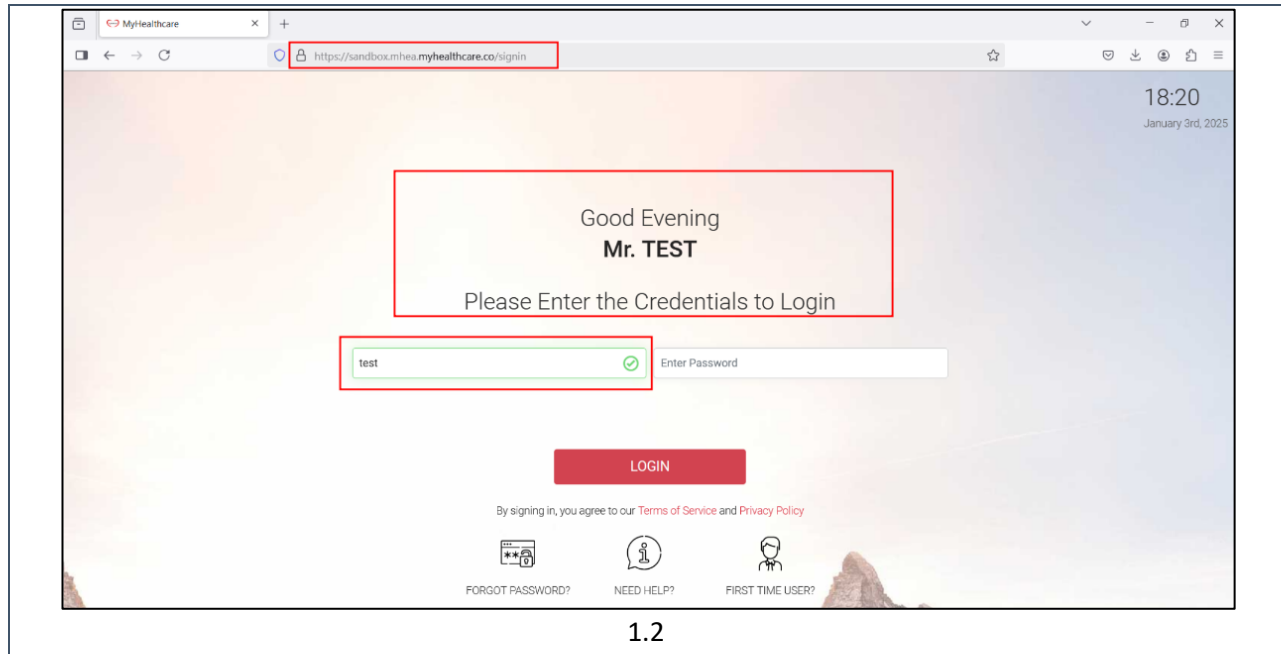 MyHealthcare
https://sandbox.mhea.myhealthcare.co/signin
18:20
January 3rd, 2025
Good Evening
Mr. TEST
Please Enter the Credentials to Login
test
Enter Password
LOGIN
By signing in, you agree to our Terms of Service and Privacy Policy
FORGOT PASSWORD? NEED HELP? FIRST TIME USER?
1.2